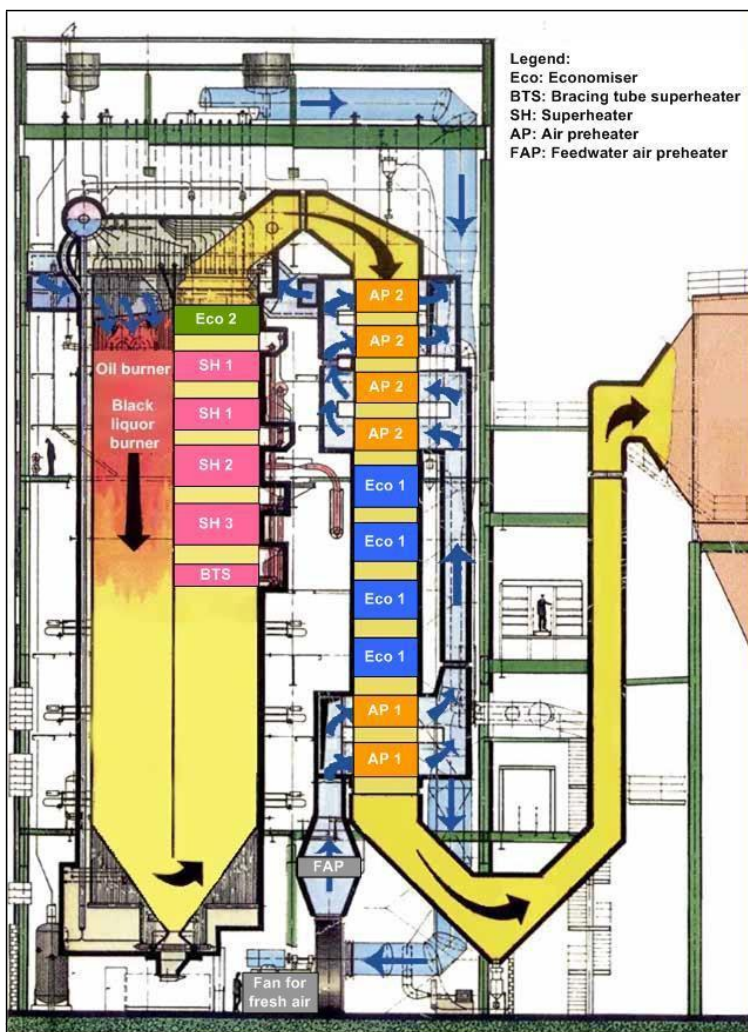 Legend:
Eco: Economiser
BTS: Bracing tube superheater
SH: Superheater
AP: Air preheater
FAP: Feedwater air preheater
AP 2
Eco 2
AP 2
Oil burner
SH 1
Black
liquor
burner
AP 2
SH 1
AP 2
SH 2
Eco 1
SH 3
Eco 1
BTS
Eco 1
Eco 1
AP 1
AP 1
FAP
Fan for
fresh air